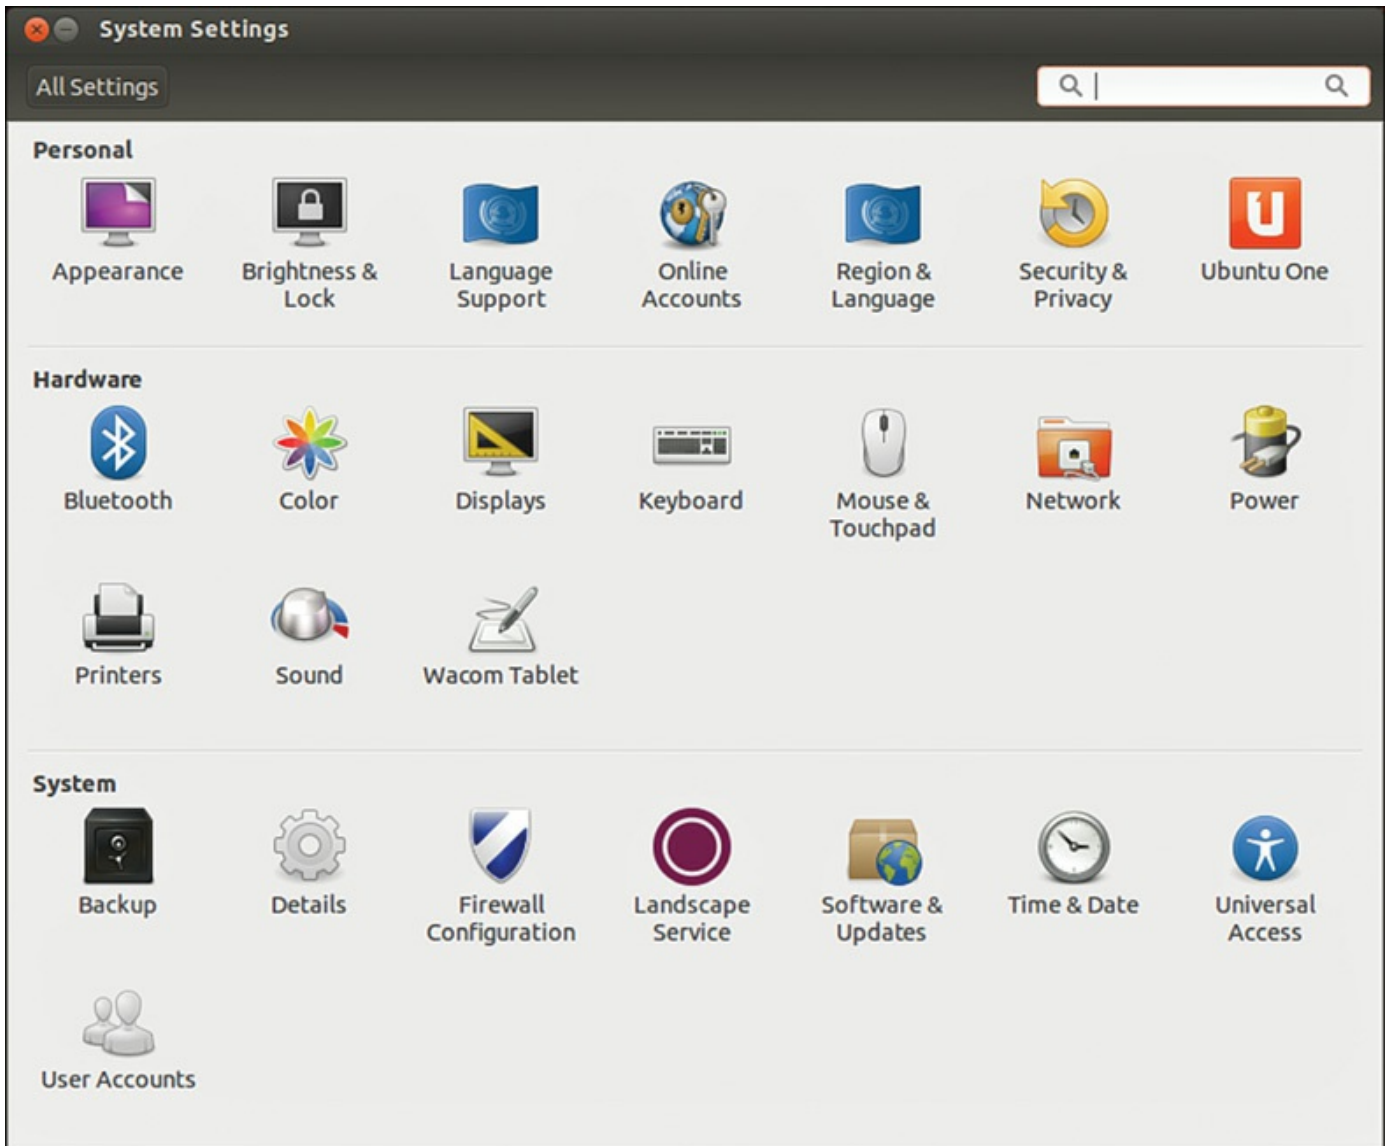 System Settings
All Settings
Personal
Appearance
Brightness &
Lock
Language
Support
Online
Accounts
Region &
Language
Security &
Privacy
Ubuntu One
Hardware
Bluetooth
Color
Displays
Keyboard
Mouse &
Touchpad
Network
Power
Printers
Sound
Wacom Tablet
System
Backup
Details
Firewall
Configuration
Landscape
Service
Software &
Updates
Time & Date
Universal
Access
User Accounts